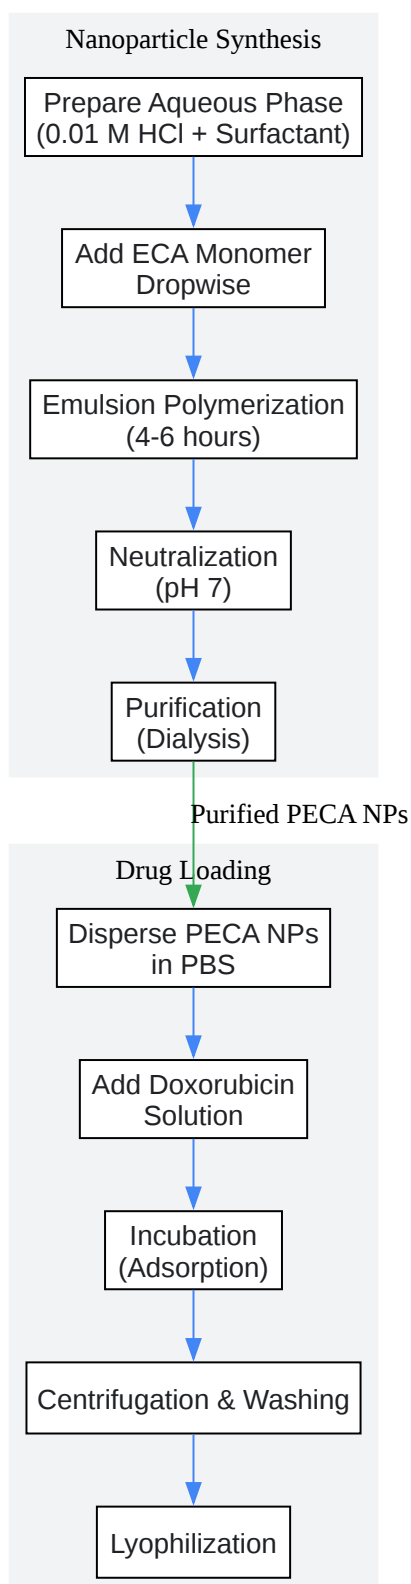 Nanoparticle Synthesis
Prepare Aqueous Phase
(0.01 M HCl + Surfactant)
Add ECA Monomer
Dropwise
Emulsion Polymerization
(4-6 hours)
Neutralization
(pH 7)
Purification
(Dialysis)
Purified PECA NPs
Drug Loading
Disperse PECA NPs
in PBS
Add Doxorubicin
Solution
Incubation
(Adsorption)
Centrifugation & Washing
Lyophilization